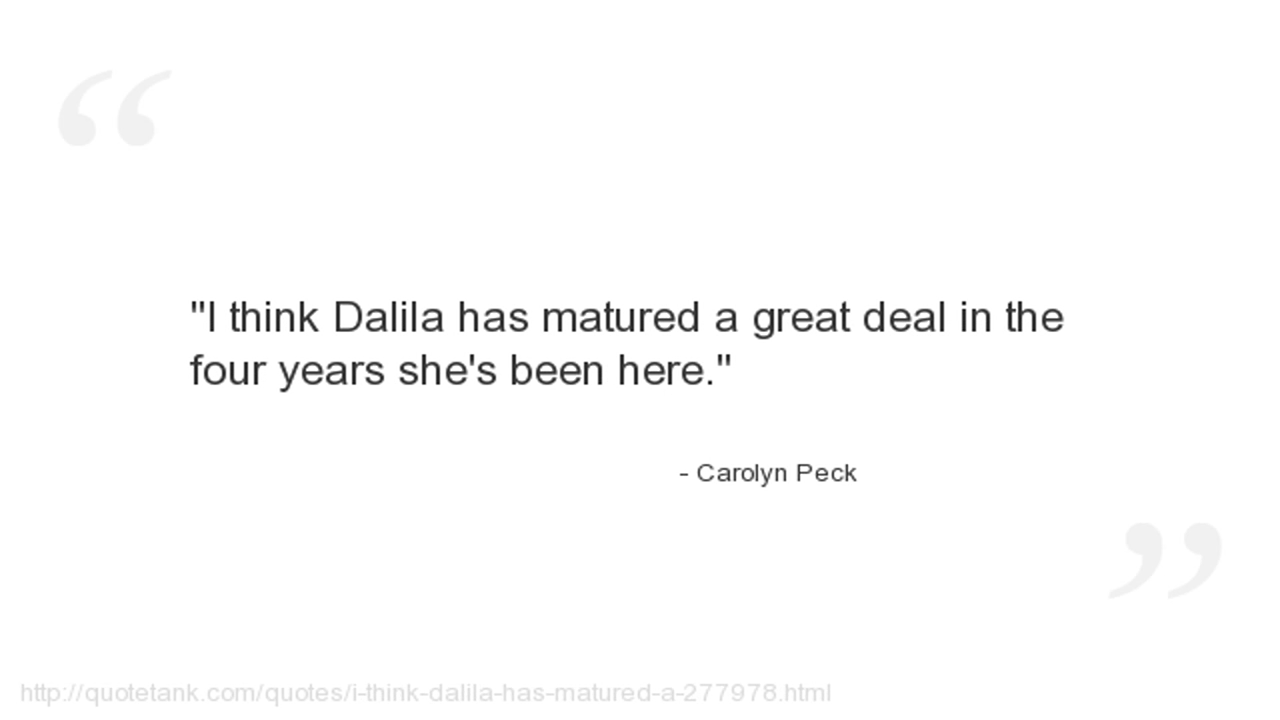 "I think Dalila has matured a great deal in the
four years she's been here."
- Carolyn Peck
http://quotetank.com/quotes/i-think-dalila-has-matured-a-277978.html